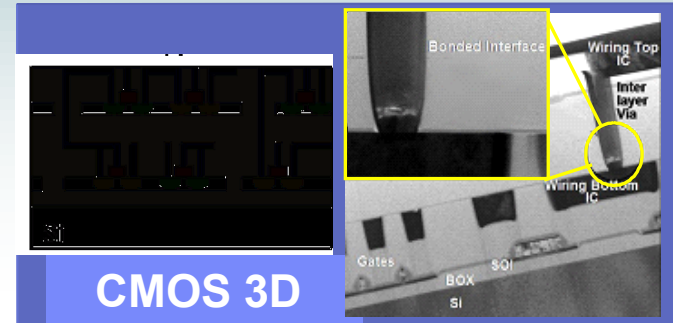 Bonded Interface
Wiring Top
IC
Inter
layer
Via
Wiring Bottom
IC
Gates
SOI
BOX
Si
Si
CMOS 3D